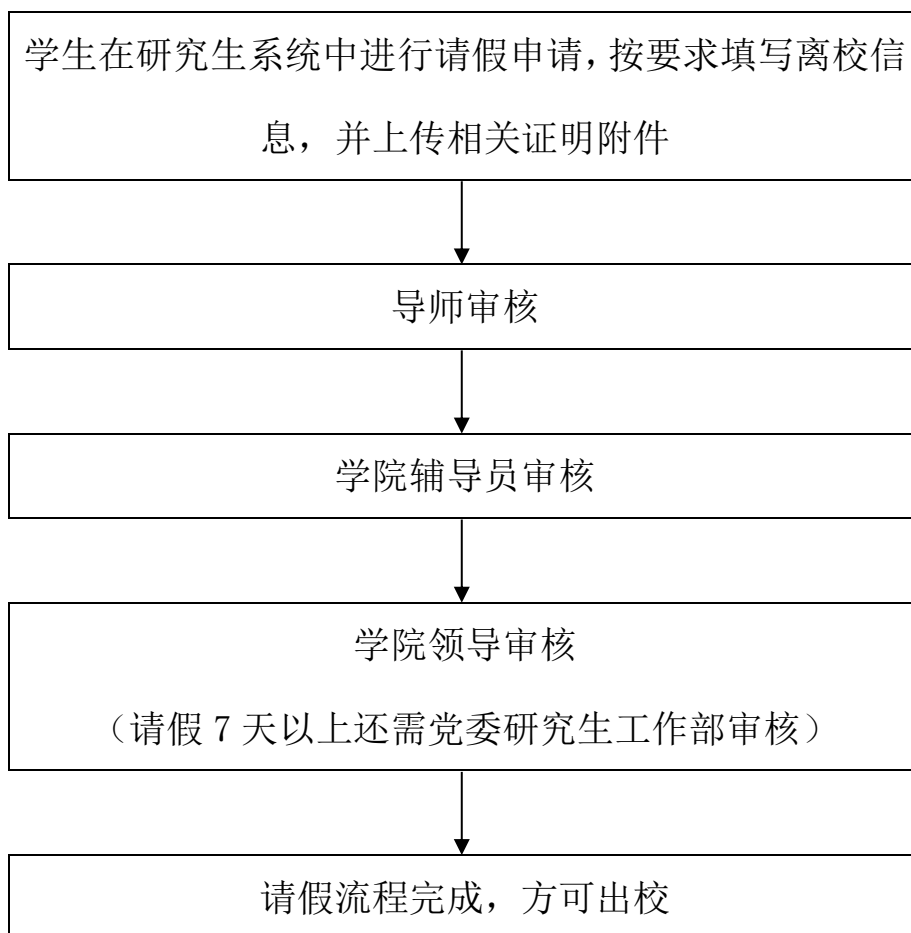 学生在研究生系统中进行请假申请，按要求填写离校信
息，并上传相关证明附件
导师审核
学院辅导员审核
学院领导审核
（请假 7 天以上还需党委研究生工作部审核）
请假流程完成，方可出校